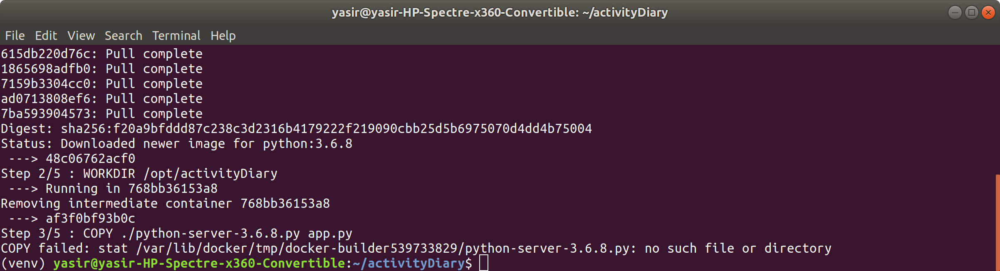 yasir@yasir-HP-Spectre-x360-Convertible: ~/activityDiary
File Edit View Search Terminal Help
615db220d76c: Pull complete
1865698adfb0: Pull complete
7159b3304cc0: Pull complete
ad0713808ef6: Pull complete
7ba593904573: Pull complete
Digest: sha256:f20a9bfddd87c238c3d2316b4179222f219090cbb25d5b6975070d4dd4b75004
Status: Downloaded newer image for python:3.6.8
 ---> 48c06762acf0
Step 2/5 : WORKDIR /opt/activityDiary
 ---> Running in 768bb36153a8
Removing intermediate container 768bb36153a8
 ---> af3f0bf93b0c
Step 3/5 : COPY ./python-server-3.6.8.py app.py
COPY failed: stat /var/lib/docker/tmp/docker-builder539733829/python-server-3.6.8.py: no such file or directory
(venv) yasir@yasir-HP-Spectre-x360-Convertible:~/activityDiary$